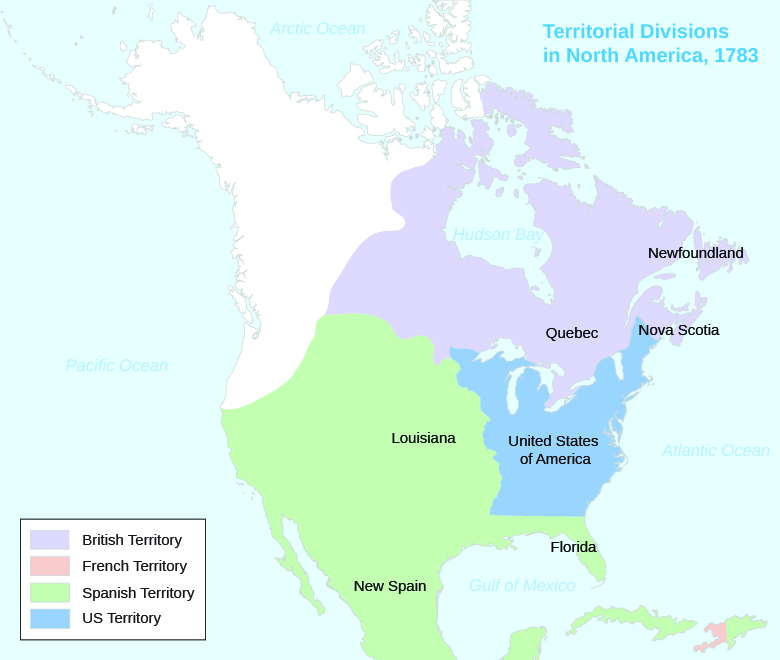 Territorial Divisions
in North America, 1783
Arctic Ocean
Hudson Bay
Newfoundland
Quebec
Nova Scotia
Pacific Ocean
Louisiana
United States
of America
Atlantic Ocean
Florida
New Spain
Gulf of Mexico
British Territory
French Territory
Spanish Territory
US Territory